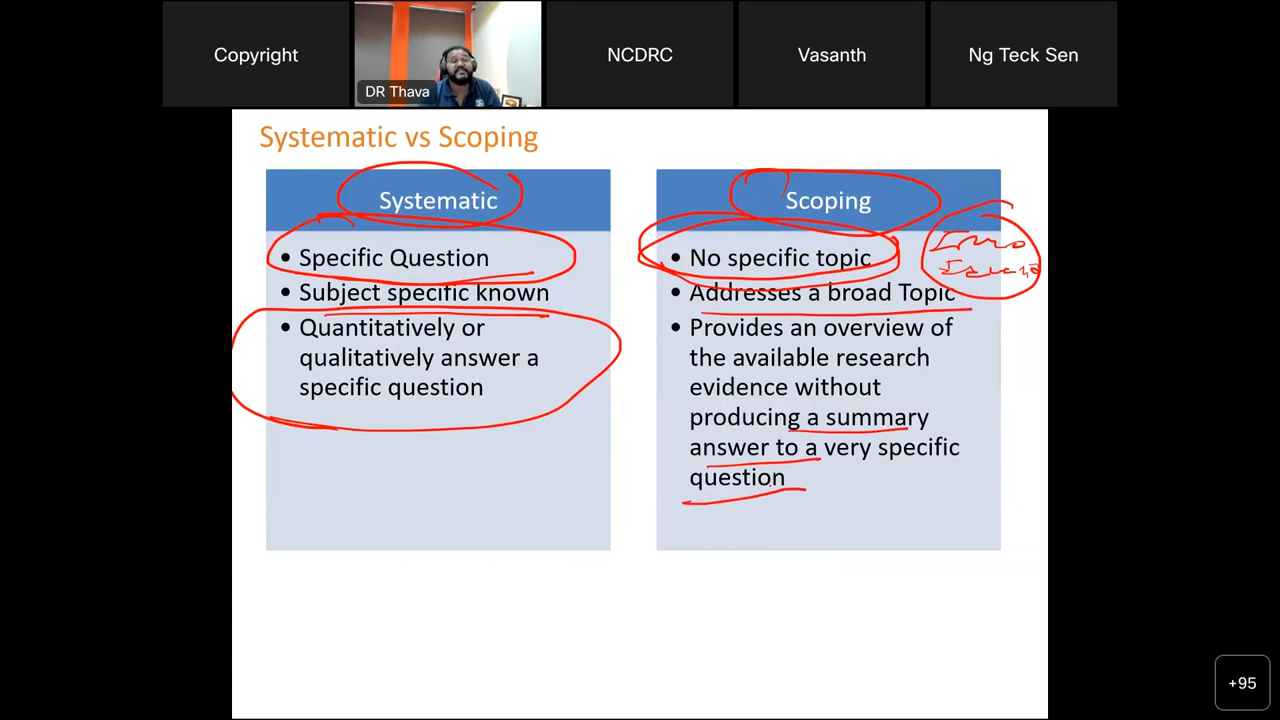 Copyright
DR Thava
NCDRC
Vasanth
Ng Teck Sen
Systematic vs Scoping
Systematic
• Specific Question
• Subject specific known
• Quantitatively or
qualitatively answer a
specific question
Scoping
• No specific topic
• Addresses a broad Topic
• Provides an overview of
the available research
evidence without
producing a summary
answer to a very specific
question
+95